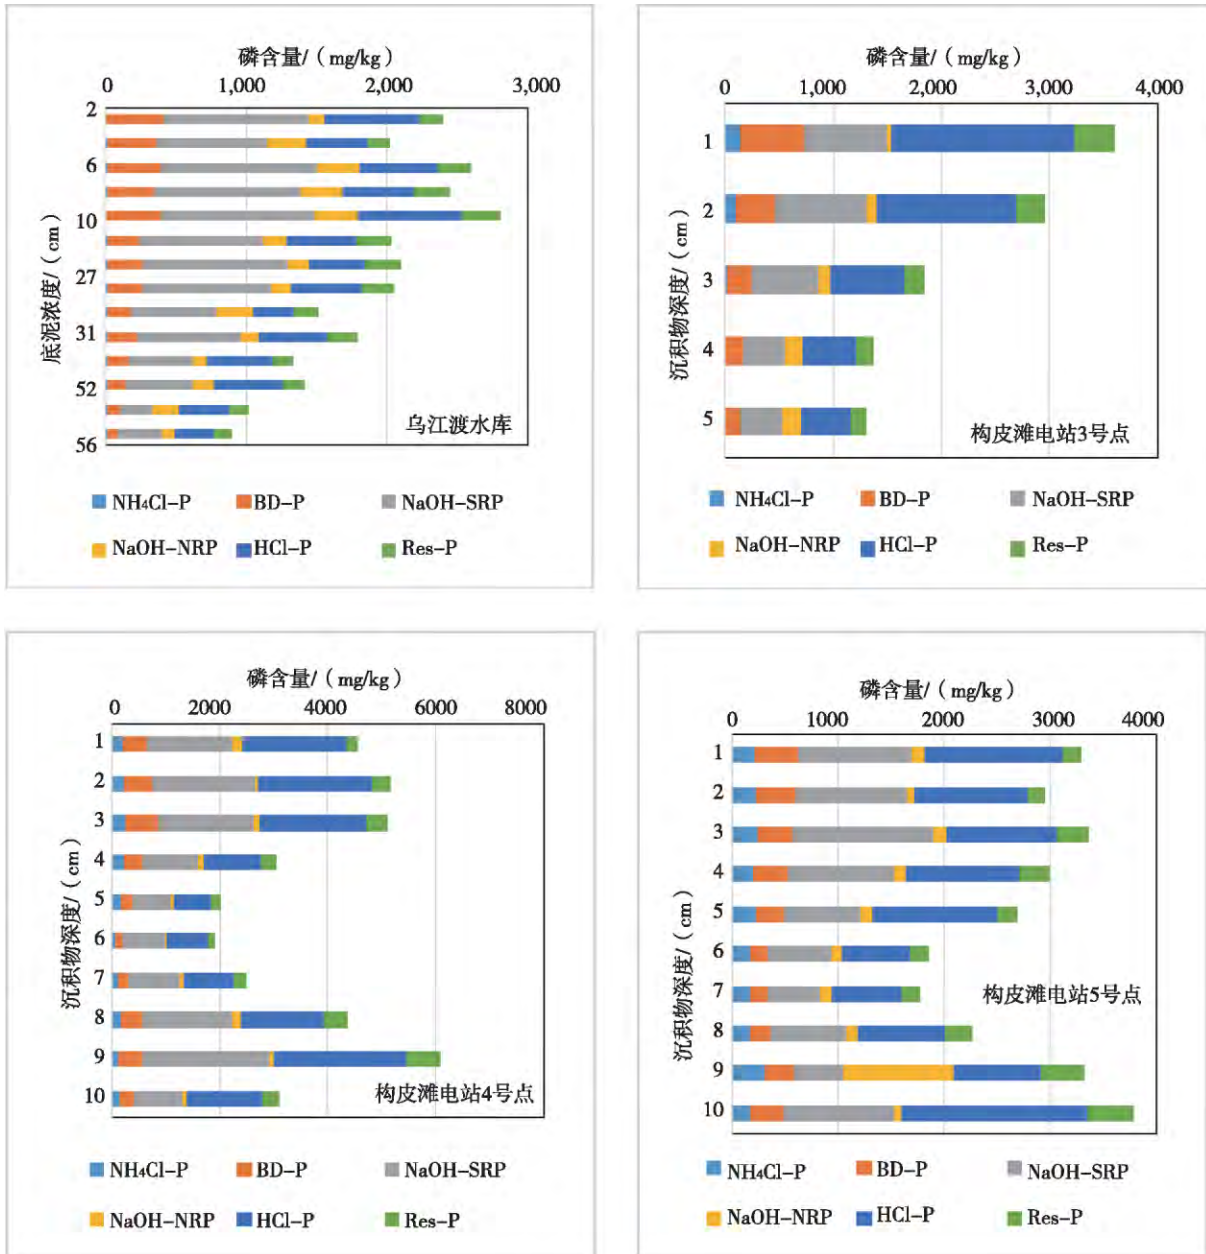 磷含量/（mg/kg）
0 1,000 2,000 3,000
底泥浓度/（cm）
2
6
10
27
31
52
56
乌江渡水库
NH₄Cl-P BD-P NaOH-SRP
NaOH-NRP HCl-P Res-P
磷含量/（mg/kg）
0 1,000 2,000 3,000 4,000
沉积物深度/（cm）
1
2
3
4
5
构皮滩电站3号点
NH₄Cl-P BD-P NaOH-SRP
NaOH-NRP HCl-P Res-P
磷含量/（mg/kg）
0 2000 4000 6000 8000
沉积物深度/（cm）
1
2
3
4
5
6
7
8
9
10
构皮滩电站4号点
NH₄Cl-P BD-P NaOH-SRP
NaOH-NRP HCl-P Res-P
磷含量/（mg/kg）
0 1000 2000 3000 4000
沉积物深度/（cm）
1
2
3
4
5
6
7
8
9
10
构皮滩电站5号点
NH₄Cl-P BD-P NaOH-SRP
NaOH-NRP HCl-P Res-P